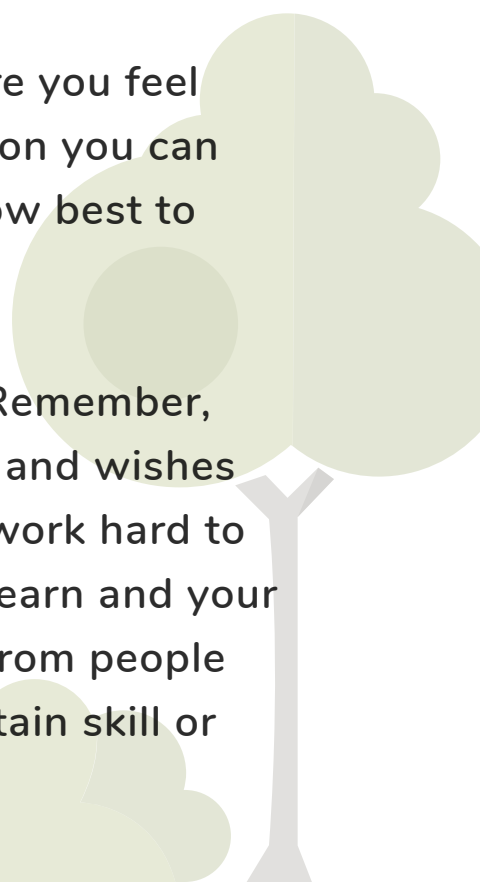 re you feel
on you can
ow best to
Remember,
and wishes
work hard to
earn and your
rom people
tain skill or